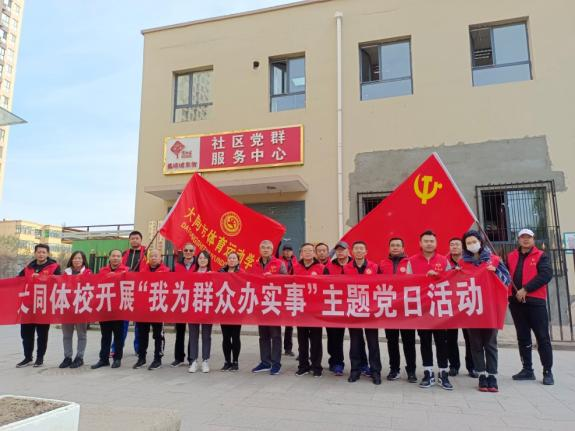 社区党群
服务中心
大同市体育运动学
大同体校开展“我为群众办实事”主题党日活动